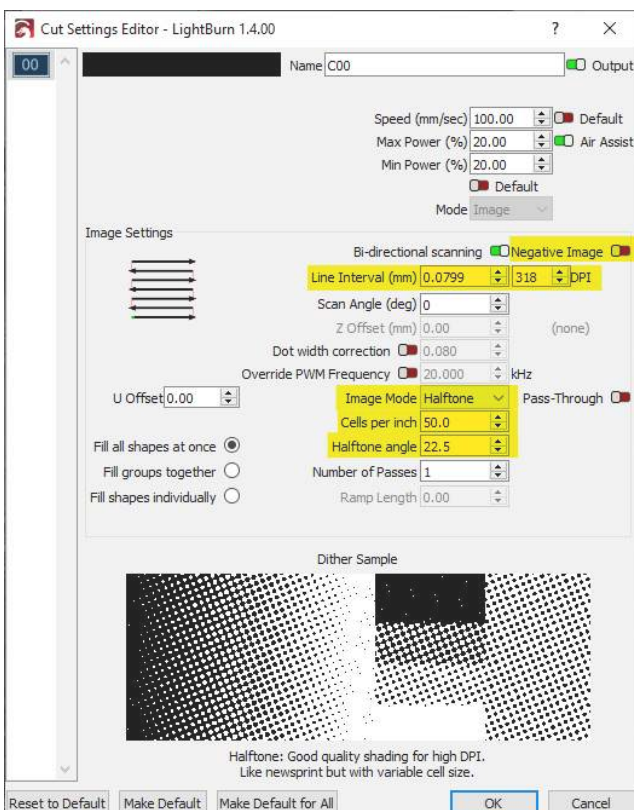 Cut Settings Editor - LightBurn 1.4.00 ? X
00
Name C00 Output
Speed (mm/sec) 100.00 Default
Max Power (%) 20.00 Air Assist
Min Power (%) 20.00
Default
Mode Image
Image Settings
Bi-directional scanning Negative Image
Line Interval (mm) 0.0799 318 DPI
Scan Angle (deg) 0
Z Offset (mm) 0.00 (none)
Dot width correction 0.080
Override PWM Frequency 20.000 kHz
U Offset 0.00 Image Mode Halftone Pass-Through
Cells per inch 50.0
Fill all shapes at once Halftone angle 22.5
Fill groups together Number of Passes 1
Fill shapes individually Ramp Length 0.00
Dither Sample
Halftone: Good quality shading for high DPI.
Like newsprint but with variable cell size.
Reset to Default Make Default Make Default for All OK Cancel